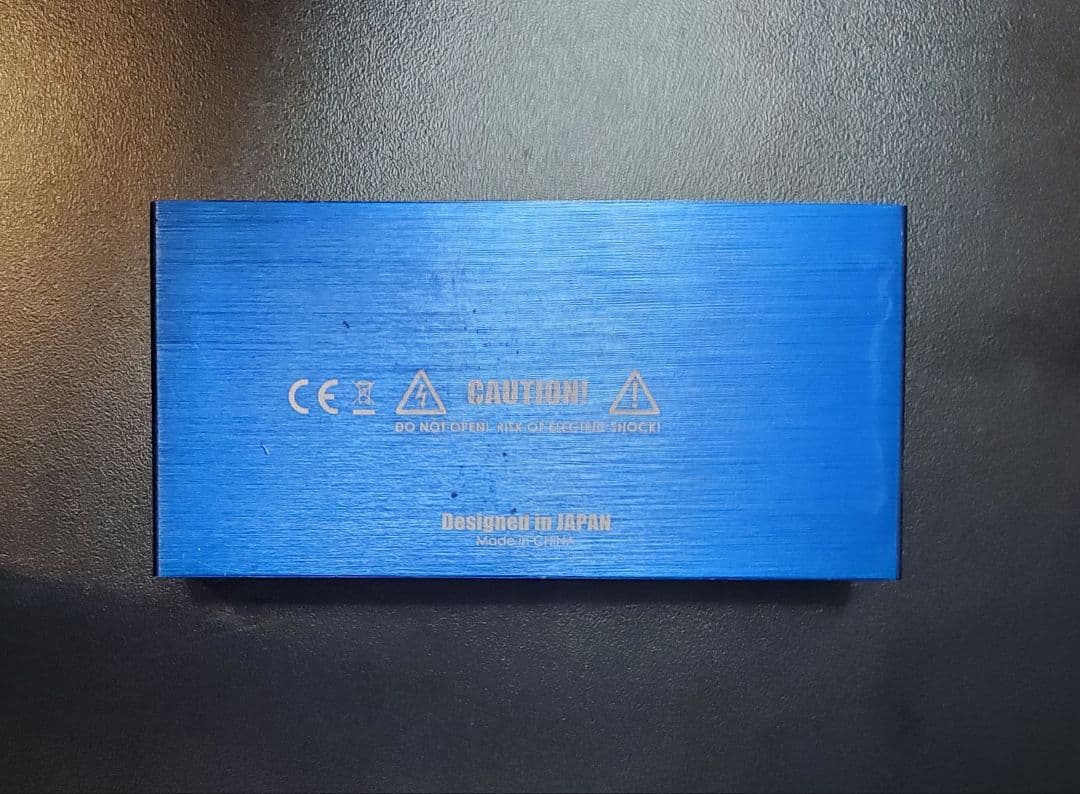 CE CAUTION!
DO NOT OPEN! RISK OF ELECTRIC SHOCK!
Designed in JAPAN
Made in CHINA